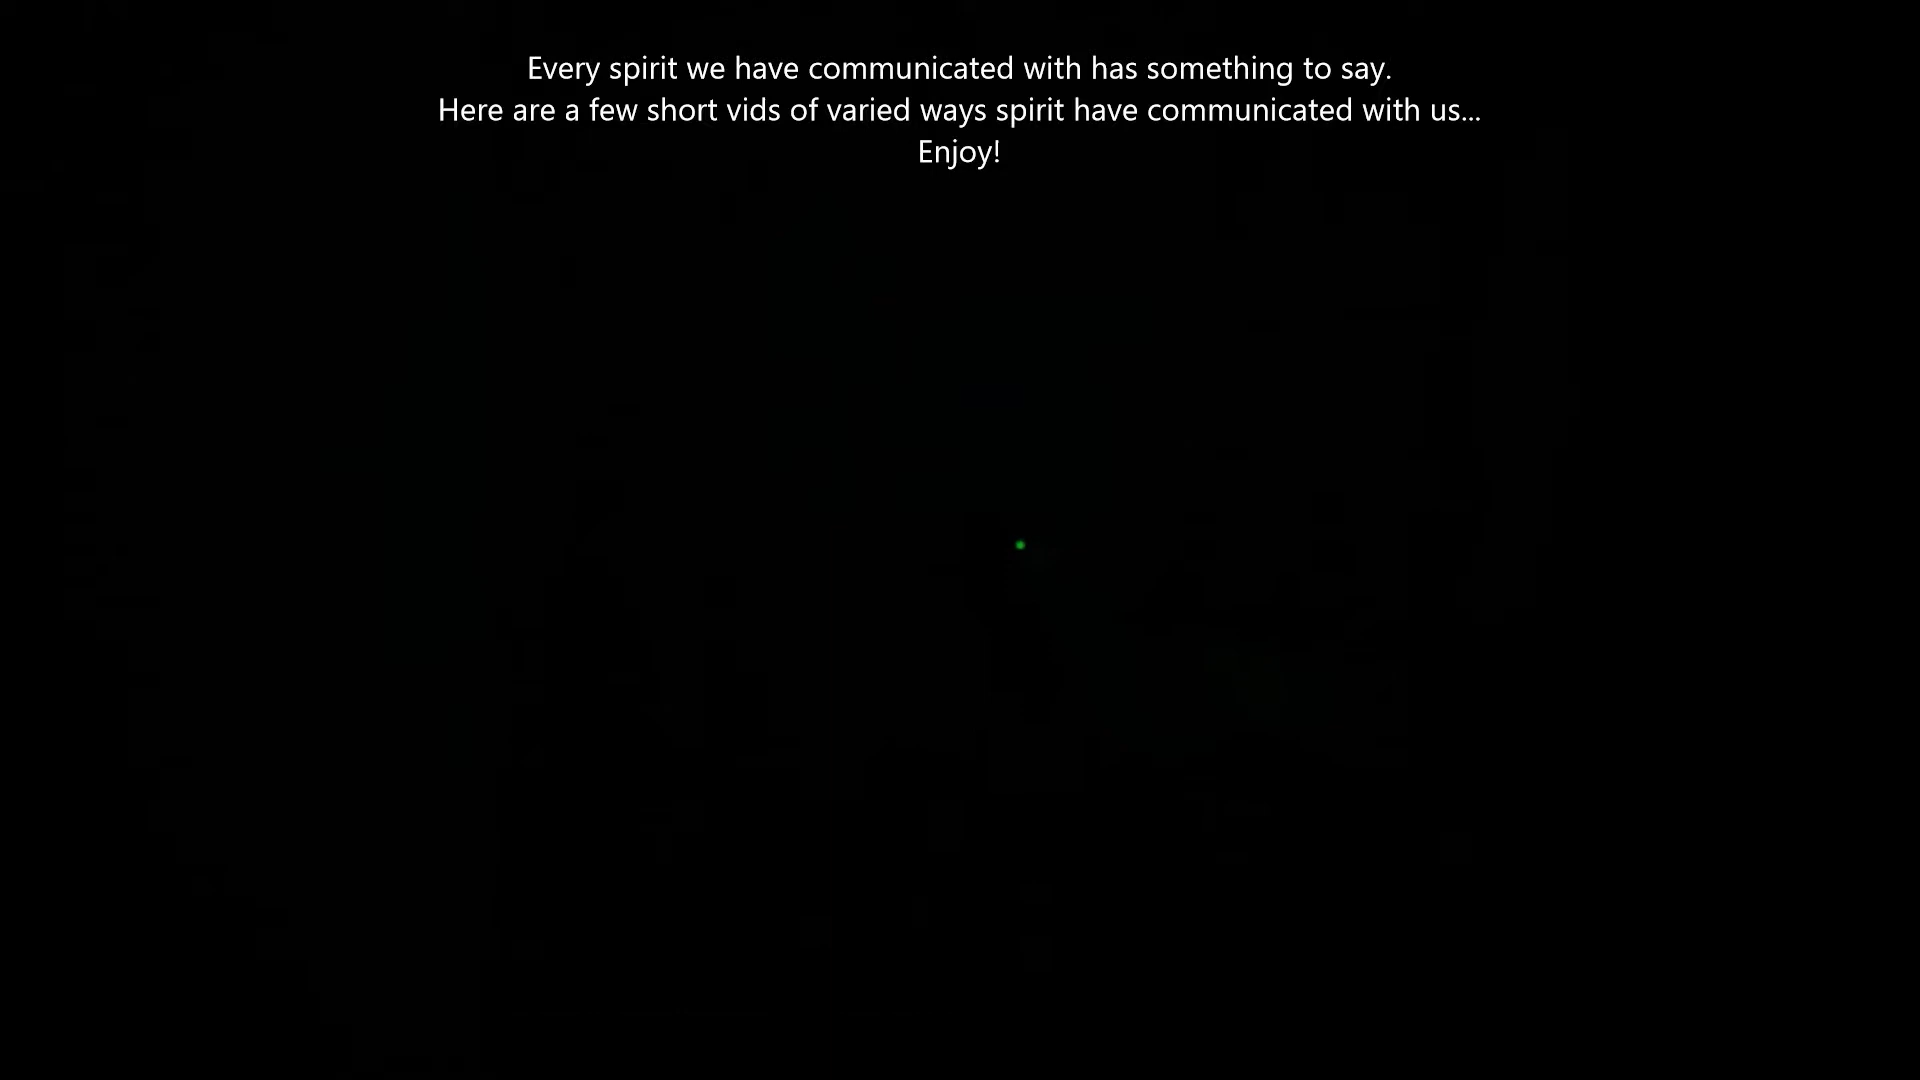 Every spirit we have communicated with has something to say.
Here are a few short vids of varied ways spirit have communicated with us...
Enjoy!